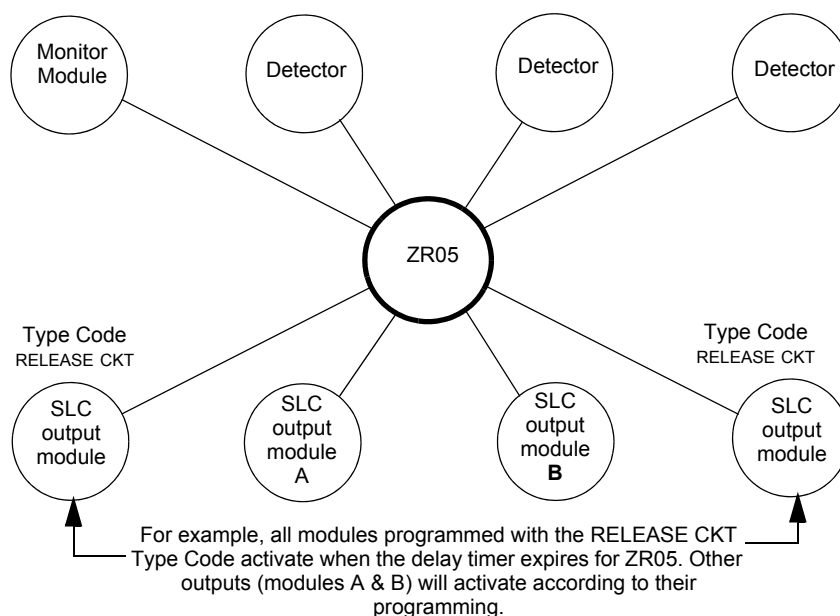 Monitor
Module
Detector
Detector
Detector
ZR05
Type Code
RELEASE CKT
Type Code
RELEASE CKT
SLC
output
module
SLC
output
module
A
SLC
output
module
B
SLC
output
module
For example, all modules programmed with the RELEASE CKT
Type Code activate when the delay timer expires for ZR05. Other
outputs (modules A & B) will activate according to their
programming.